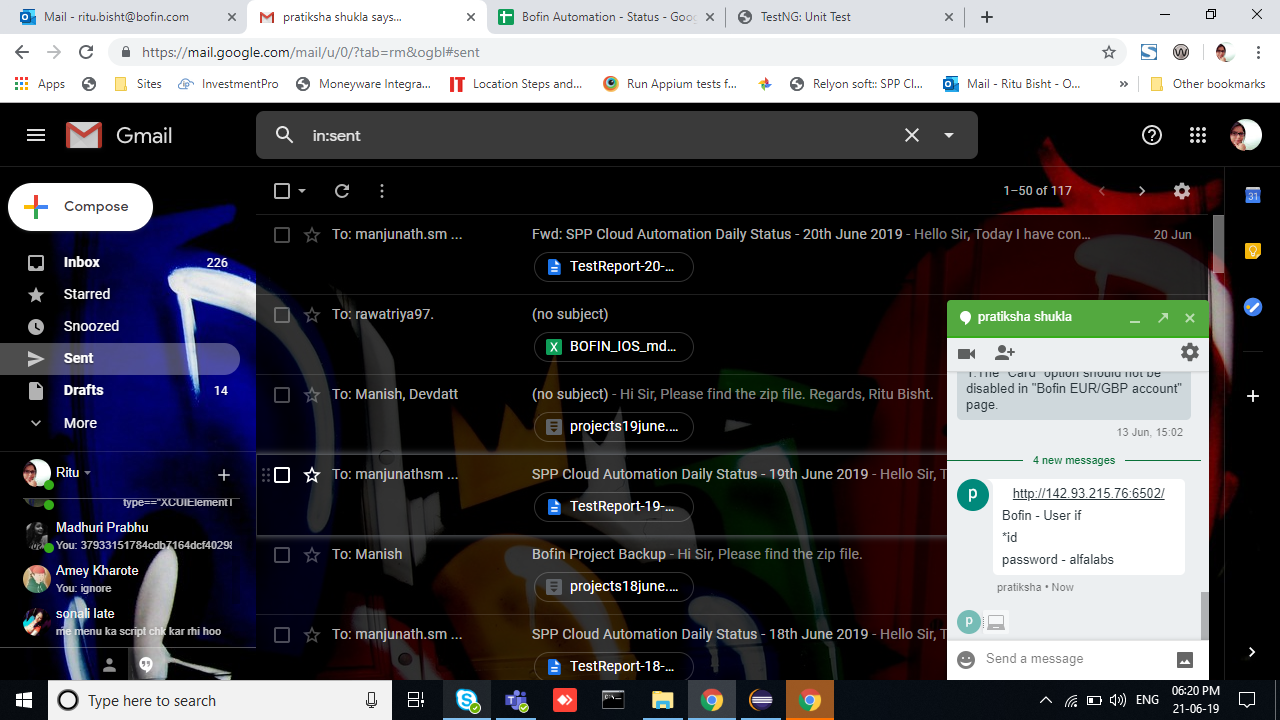 Mail - ritu.bisht@bofin.com
pratiksha shukla says...
Bofin Automation - Status - Goo
TestNG: Unit Test
https://mail.google.com/mail/u/0/?tab=rm&ogbl#sent
Apps
Sites
InvestmentPro
Moneyware Integra...
Location Steps and...
Run Appium tests f...
Relyon soft:: SPP Cl...
Mail - Ritu Bisht - O...
»
Other bookmarks
Gmail
in:sent
Compose
1–50 of 117
Inbox 226
Starred
Snoozed
Sent
Drafts 14
More
Ritu
type=="XCUIElementT
Madhuri Prabhu
You: 37933151784cdb7164dcf40298
Amey Kharote
You: ignore
sonali late
me menu ka script chk kar rhi hoo
To: manjunath.sm ... Fwd: SPP Cloud Automation Daily Status - 20th June 2019 - Hello Sir, Today I have con... 20 Jun
TestReport-20-...
To: rawatriya97. (no subject)
BOFIN_IOS_md...
To: Manish, Devdatt (no subject) - Hi Sir, Please find the zip file. Regards, Ritu Bisht.
projects19june....
To: manjunathsm ... SPP Cloud Automation Daily Status - 19th June 2019 - Hello Sir, T
TestReport-19-...
To: Manish Bofin Project Backup - Hi Sir, Please find the zip file.
projects18june....
To: manjunath.sm ... SPP Cloud Automation Daily Status - 18th June 2019 - Hello Sir, T
TestReport-18-...
31
pratiksha shukla
1.The "Card" option should not be
disabled in "Bofin EUR/GBP account"
page.
13 Jun, 15:02
4 new messages
p
http://142.93.215.76:6502/
Bofin - User if
*id
password - alfalabs
pratiksha • Now
p
Send a message
Type here to search
ENG
06:20 PM
21-06-19